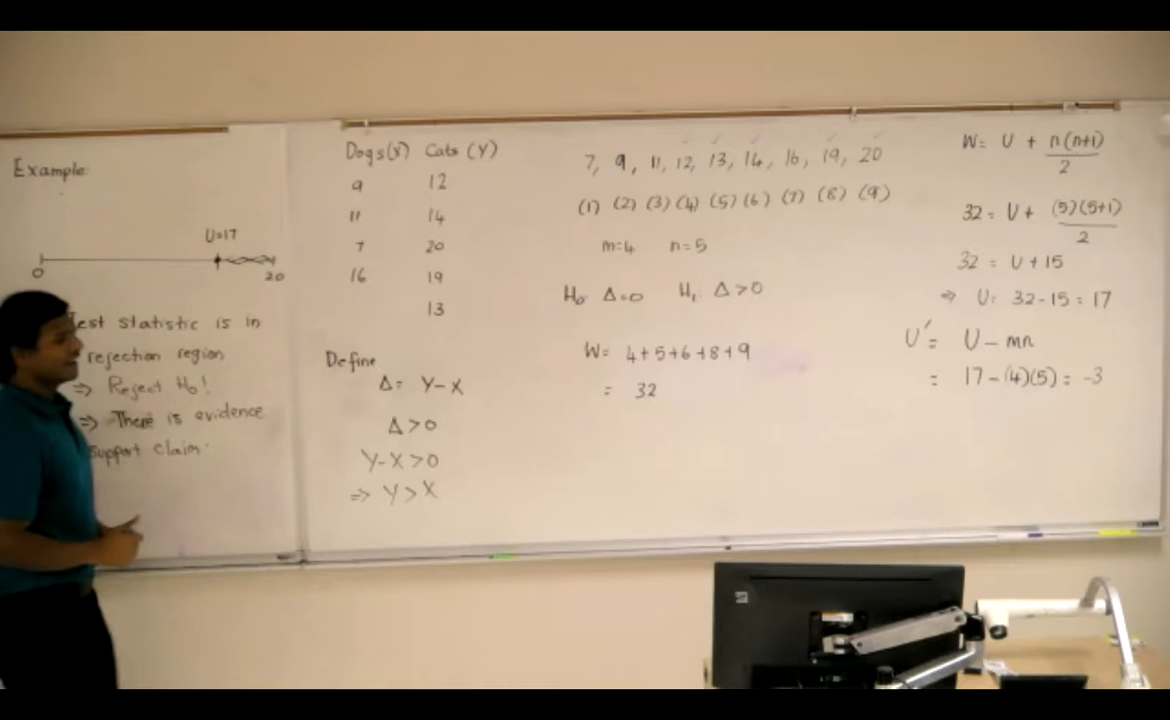 Example:
U=17
0
20
Test statistic is in
rejection region
⇒ Reject H₀!
⇒ There is evidence
support claim.
Dogs(X) Cats (Y)
9 12
11 14
7 20
16 19
13
Define
Δ= Y-X
Δ>0
Y-X>0
⇒ Y>X
7, 9, 11, 12, 13, 14, 16, 19, 20
(1) (2) (3) (4) (5) (6) (7) (8) (9)
m=4 n=5
H₀ Δ=0 H₁ Δ>0
W= 4+5+6+8+9
= 32
W= U + n(n+1)/2
32= U+ (5)(5+1)/2
32 = U+15
⇒ U= 32-15 = 17
U' = U-mn
= 17-(4)(5) = -3